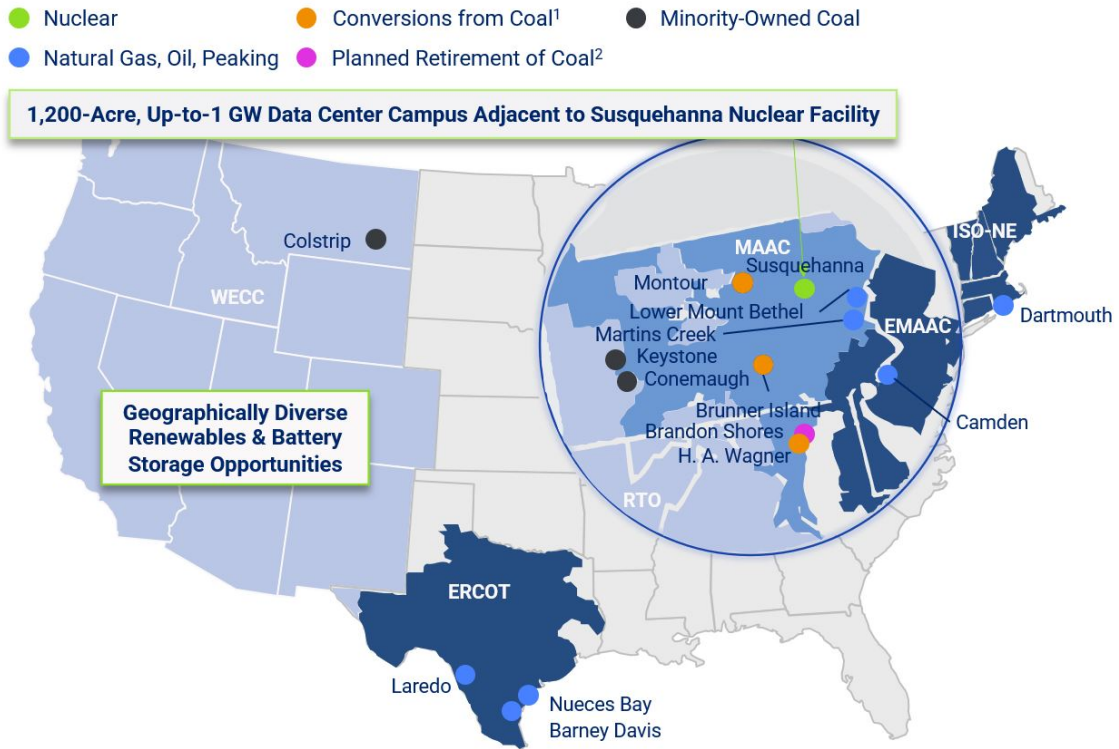 Nuclear
Conversions from Coal¹
Minority-Owned Coal
Natural Gas, Oil, Peaking
Planned Retirement of Coal²
1,200-Acre, Up-to-1 GW Data Center Campus Adjacent to Susquehanna Nuclear Facility
Colstrip
WECC
MAAC
ISO-NE
Susquehanna
Montour
Lower Mount Bethel
Dartmouth
EMAAC
Martins Creek
Keystone
Conemaugh
Brunner Island
Camden
Brandon Shores
H. A. Wagner
RTO
Geographically Diverse
Renewables & Battery
Storage Opportunities
ERCOT
Laredo
Nueces Bay
Barney Davis